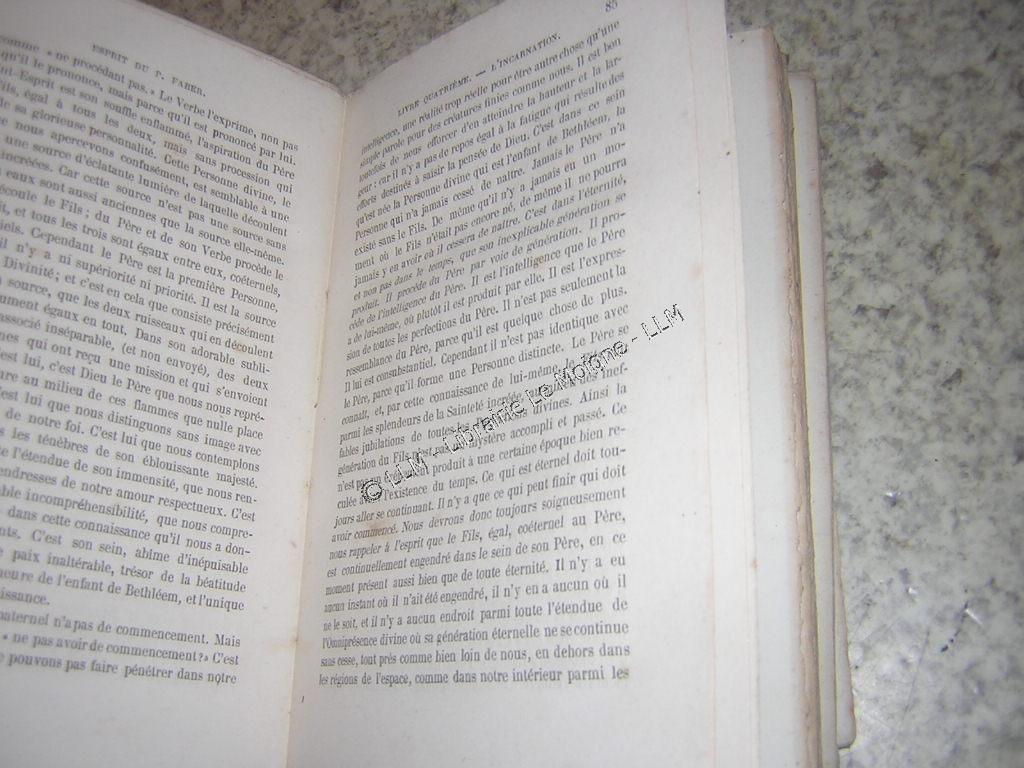 ESPRIT DU P. FABER.
comme « ne procédant pas. » Le Verbe l'exprime, non pas
qu'il le prononce, mais parce qu'il est prononcé par lui.
Esprit est son souffle enflammé, l'aspiration du Père
égal à tous les deux, mais sans procession qui
sa glorieuse personnalité. Cette Personne divine, le
nous apercevons confusément, est semblable à une
une source d'éclatante lumière de laquelle découlent
incréées. Car cette source n'est pas une source sans
eux sont aussi anciennes que la source elle-même.
découle le Fils ; du Père et de son Verbe procède le
et tous les trois sont égaux entre eux, coéternels,
Cependant le Père est la première Personne,
il n'y a ni supériorité ni priorité. Il est la source
Divinité ; et c'est en cela que consiste précisément
source, que les deux ruisseaux qui en découlent
égaux en tout. Dans son adorable subli-
associé inséparable, (et non envoyé), des deux
qui ont reçu une mission et qui s'envoient
lui, c'est Dieu le Père que nous nous repré-
au milieu de ces flammes que nulle place
lui que nous distinguons sans image avec
de notre foi. C'est lui que nous contemplons
les ténèbres de son éblouissante majesté.
l'étendue de son immensité, que nous ren-
tendresses de notre amour respectueux. C'est
incompréhensibilité, que nous compre-
dans cette connaissance qu'il nous a don-
C'est son sein, abime d'inépuisable
paix inaltérable, trésor de la béatitude
demeure de l'enfant de Bethléem, et l'unique
n'a pas de commencement. Mais
« ne pas avoir de commencement ? » C'est
pouvons pas faire pénétrer dans notre
85
LIVRE QUATRIÈME. — L'INCARNATION.
intelligence, une réalité trop réelle pour être autre chose qu'une
simple parole pour des créatures finies comme nous. Il est bon
toutefois de nous efforcer d'en atteindre la hauteur et la lar-
geur : car il n'y a pas de repos égal à la fatigue qui résulte des
efforts destinés à saisir la pensée de Dieu. C'est dans ce sein
qu'est née la Personne divine qui est l'enfant de Bethléem, la
Personne qui n'a jamais cessé de naître. Jamais le Père n'a
existé sans le Fils. De même qu'il n'y a jamais eu un mo-
ment où le Fils n'était pas encore né, de même il ne pourra
jamais y en avoir où il cessera de naître. C'est dans l'éternité,
et non pas dans le temps, que son inexplicable génération se
produit. Il procède du Père par voie de génération. Il pro-
cède de l'intelligence du Père. Il est l'intelligence que le Père
a de lui-même, où plutôt il est produit par elle. Il est l'expres-
sion de toutes les perfections du Père. Il n'est pas seulement la
ressemblance du Père, parce qu'il est quelque chose de plus.
Il lui est consubstantiel. Cependant il n'est pas identique avec
le Père, parce qu'il forme une Personne distincte. Le Père se
connaît, et, par cette connaissance de lui-même, le
parmi les splendeurs de la Sainteté incréée inef-
fables jubilations de toutes les divines. Ainsi la
génération du Fils n'est pas un mystère accompli et passé. Ce
n'est pas un événement produit à une certaine époque bien re-
culée avant l'existence du temps. Ce qui est éternel doit tou-
jours aller se continuant. Il n'y a que ce qui peut finir qui doit
avoir commencé. Nous devrons donc toujours soigneusement
nous rappeler à l'esprit que le Fils, égal, coéternel au Père,
est continuellement engendré dans le sein de son Père, en ce
moment présent aussi bien que de toute éternité. Il n'y a eu
aucun instant où il n'ait été engendré, il n'y en a aucun où il
ne le soit, et il n'y a aucun endroit parmi toute l'étendue de
l'Omniprésence divine où sa génération éternelle ne se continue
sans cesse, tout près comme bien loin de nous, en dehors dans
les régions de l'espace, comme dans notre intérieur parmi les
© LLM - Librairie Le Moigne - LLM